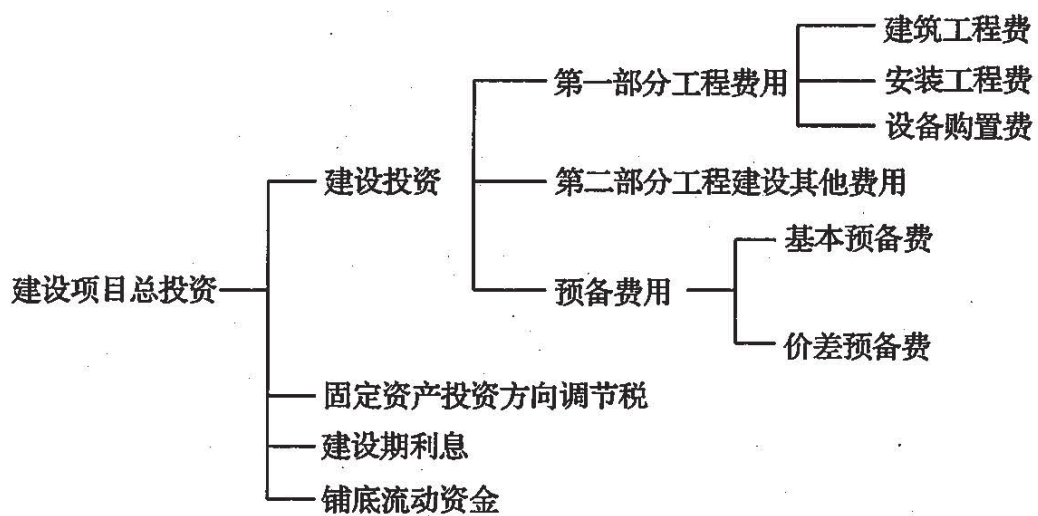 建筑工程费
第一部分工程费用
安装工程费
设备购置费
建设投资
第二部分工程建设其他费用
基本预备费
建设项目总投资
预备费用
价差预备费
固定资产投资方向调节税
建设期利息
铺底流动资金